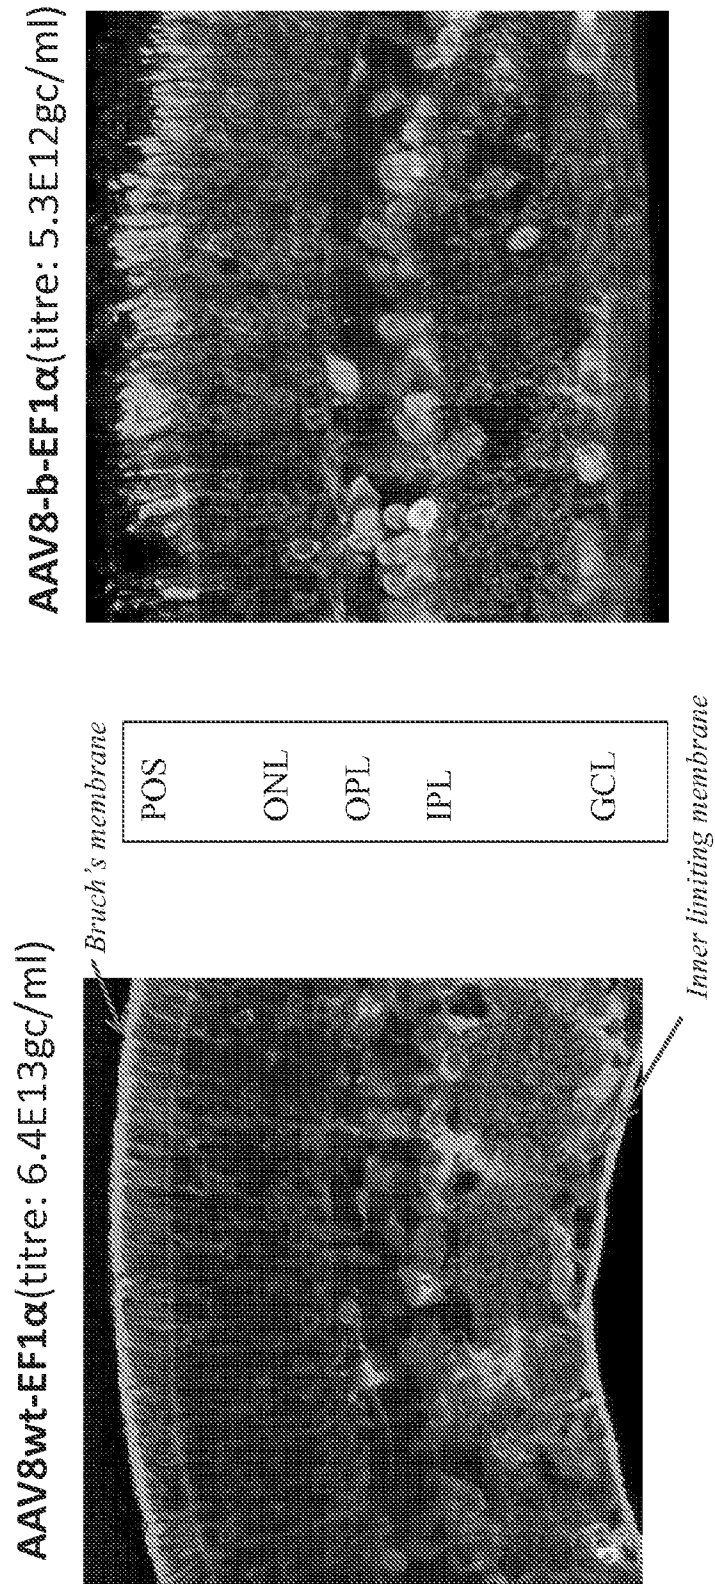 AAV8wt-EF1α(titre: 6.4E13gc/ml)
Bruch's membrane
POS
ONL
OPL
IPL
GCL
Inner limiting membrane
AAV8-b-EF1α(titre: 5.3E12gc/ml)